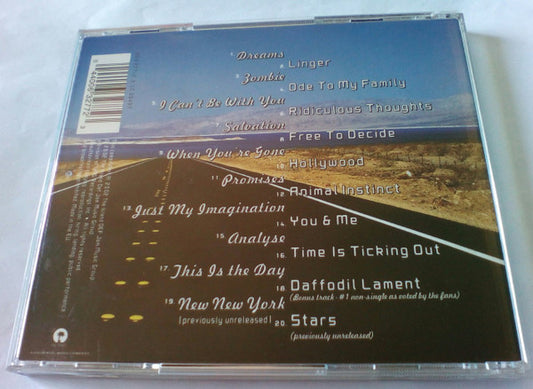 1. Dreams
2. Linger
3. Zombie
4. Ode To My Family
5. I Can't Be With You
6. Ridiculous Thoughts
7. Salvation
8. Free To Decide
9. When You're Gone
10. Hollywood
11. Promises
12. Animal Instinct
13. Just My Imagination
14. You & Me
15. Analyse
16. Time Is Ticking Out
17. This Is the Day
18. Daffodil Lament
(Bonus track - #1 non-single as voted by the fans)
19. New New York
(previously unreleased)
20. Stars
(previously unreleased)